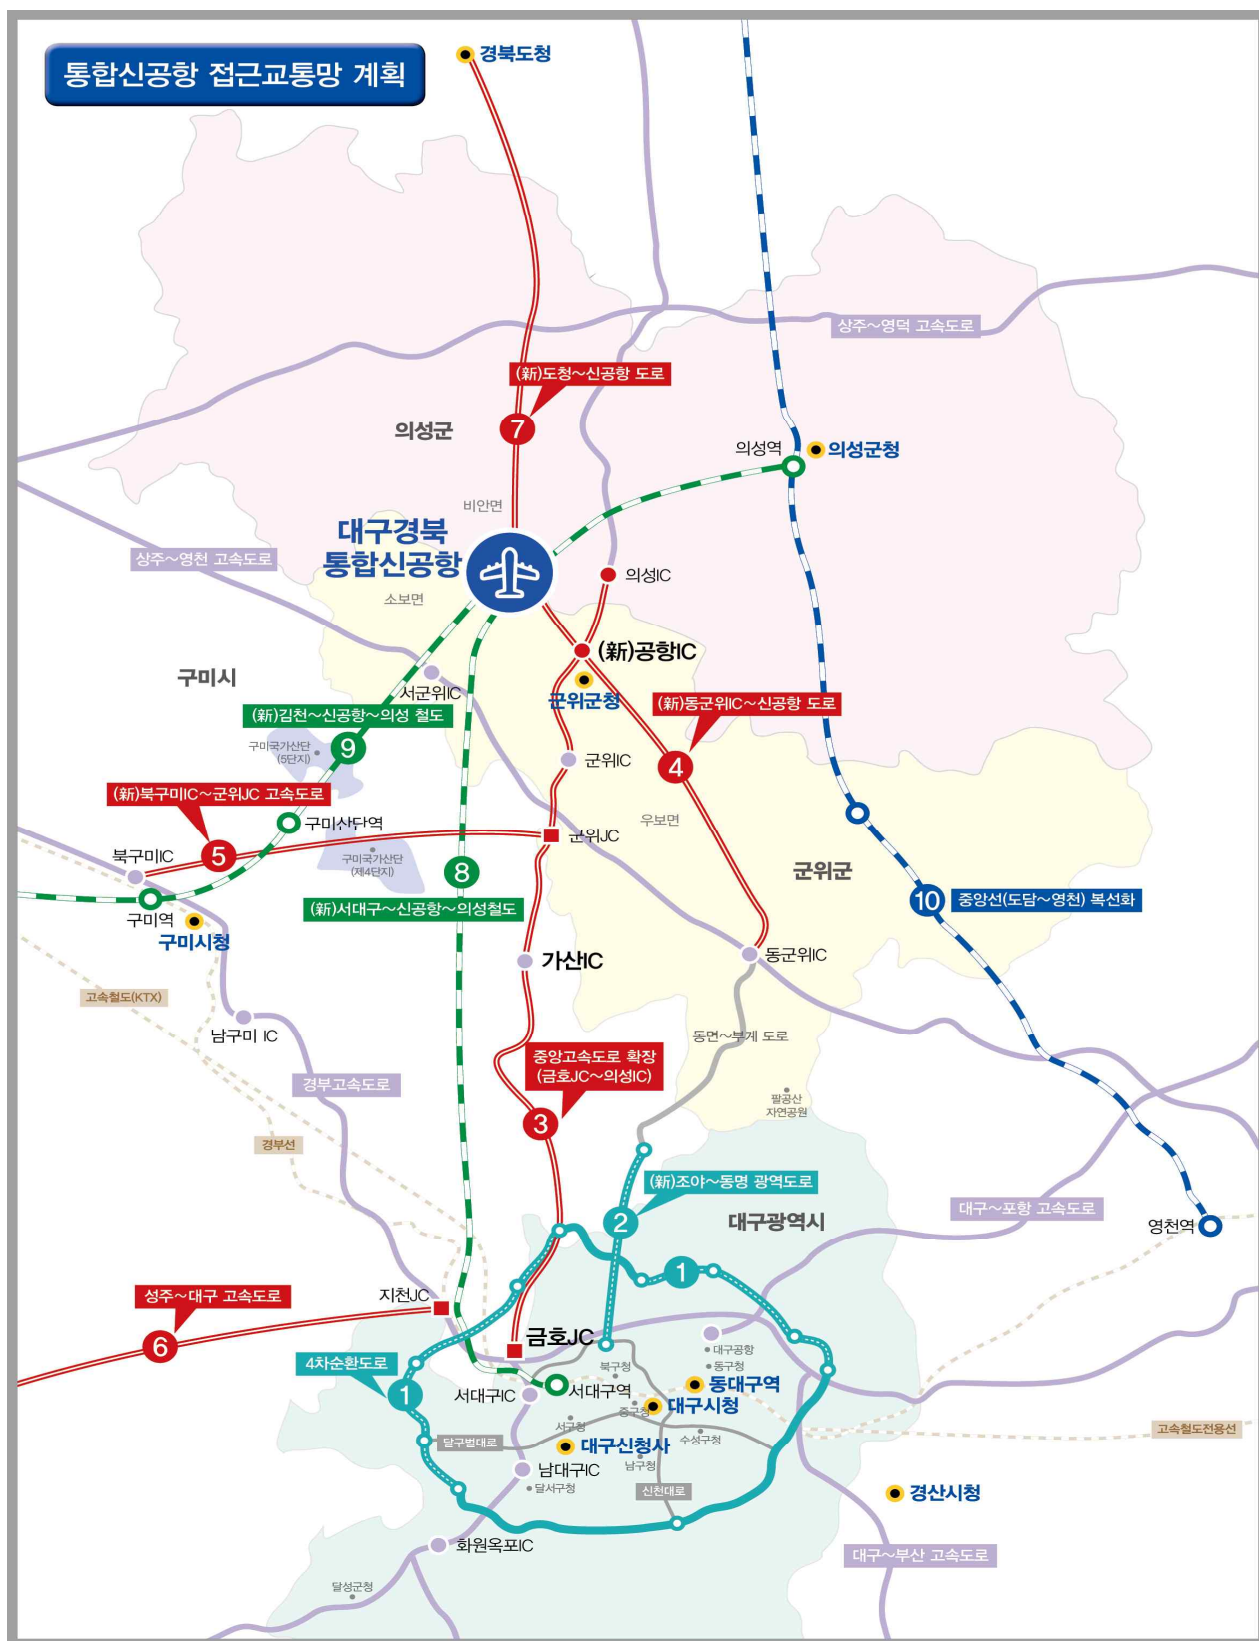 통합신공항 접근교통망 계획
경북도청
상주~영덕 고속도로
(新)도청~신공항 도로
7
의성군
의성역
의성군청
비안면
대구경북
통합신공항
상주~영천 고속도로
의성IC
소보면
(新)공항IC
구미시
서군위IC
군위군청
(新)동군위IC~신공항 도로
(新)김천~신공항~의성 철도
9
구미국가산단
(5단지)
군위IC
4
(新)북구미IC~군위JC 고속도로
구미산단역
우보면
군위JC
북구미IC
5
구미국가산단
(제4단지)
8
군위군
10
중앙선(도담~영천) 복선화
(新)서대구~신공항~의성철도
구미역
구미시청
가산IC
동군위IC
고속철도(KTX)
남구미 IC
동면~부계 도로
중앙고속도로 확장
(금호JC~의성IC)
경부고속도로
팔공산
자연공원
3
경부선
(新)조야~동명 광역도로
2
대구광역시
대구~포항 고속도로
영천역
1
성주~대구 고속도로
지천JC
6
금호JC
대구공항
4차순환도로
북구청
동구청
1
서대구IC
서대구역
동대구역
중구청
대구시청
서구청
달구벌대로
대구신청사
수성구청
고속철도전용선
남구청
남대구IC
달서구청
신천대로
경산시청
화원옥포IC
대구~부산 고속도로
달성군청